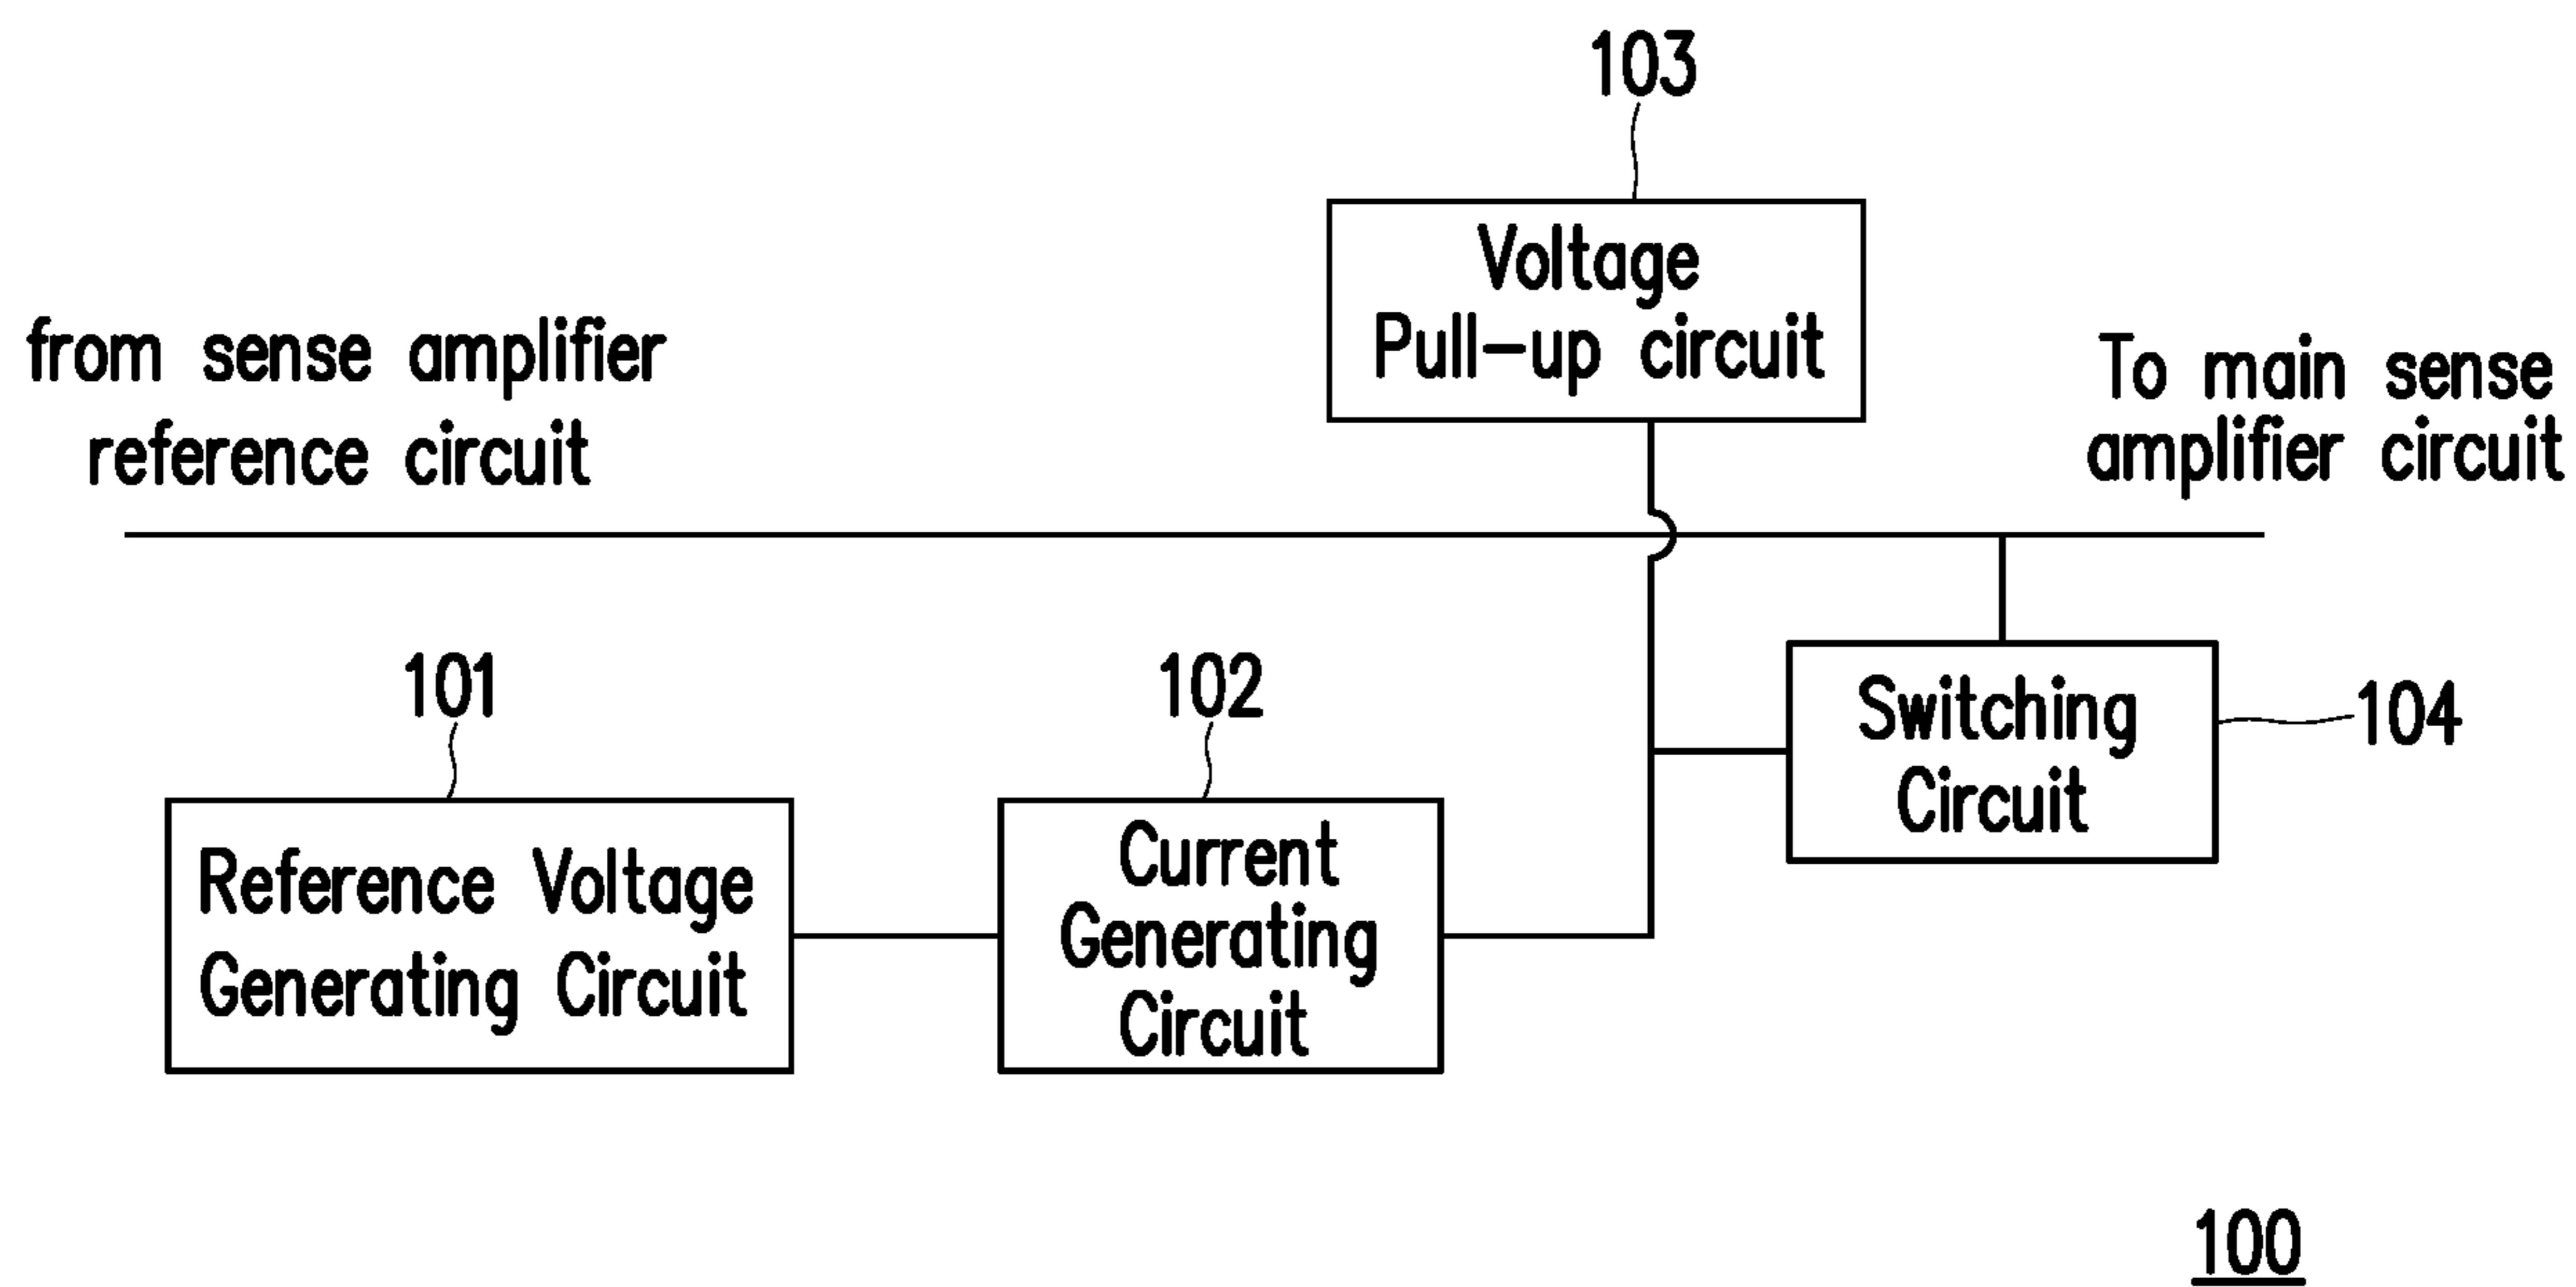 103
Voltage
Pull-up circuit
from sense amplifier
reference circuit
To main sense
amplifier circuit
101
Reference Voltage
Generating Circuit
102
Current
Generating
Circuit
Switching
Circuit
104
100